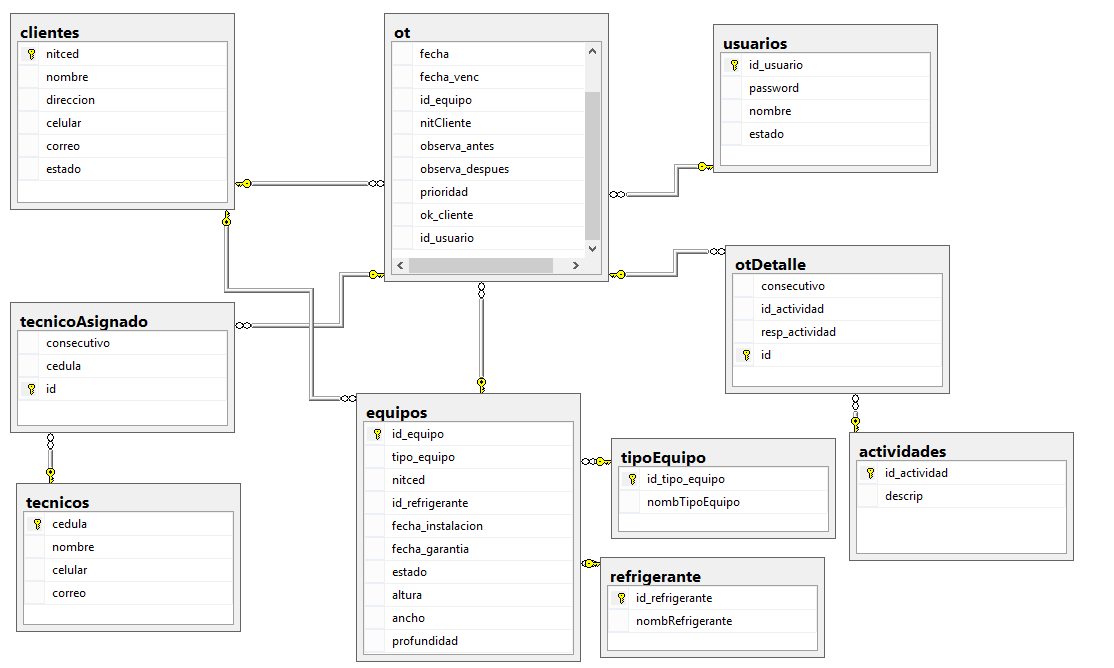 clientes
nitced
nombre
direccion
celular
correo
estado
ot
fecha
fecha_venc
id_equipo
nitCliente
observa_antes
observa_despues
prioridad
ok_cliente
id_usuario
usuarios
id_usuario
password
nombre
estado
otDetalle
consecutivo
id_actividad
resp_actividad
id
tecnicoAsignado
consecutivo
cedula
id
equipos
id_equipo
tipo_equipo
nitced
id_refrigerante
fecha_instalacion
fecha_garantia
estado
altura
ancho
profundidad
tipoEquipo
id_tipo_equipo
nombTipoEquipo
actividades
id_actividad
descrip
tecnicos
cedula
nombre
celular
correo
refrigerante
id_refrigerante
nombRefrigerante